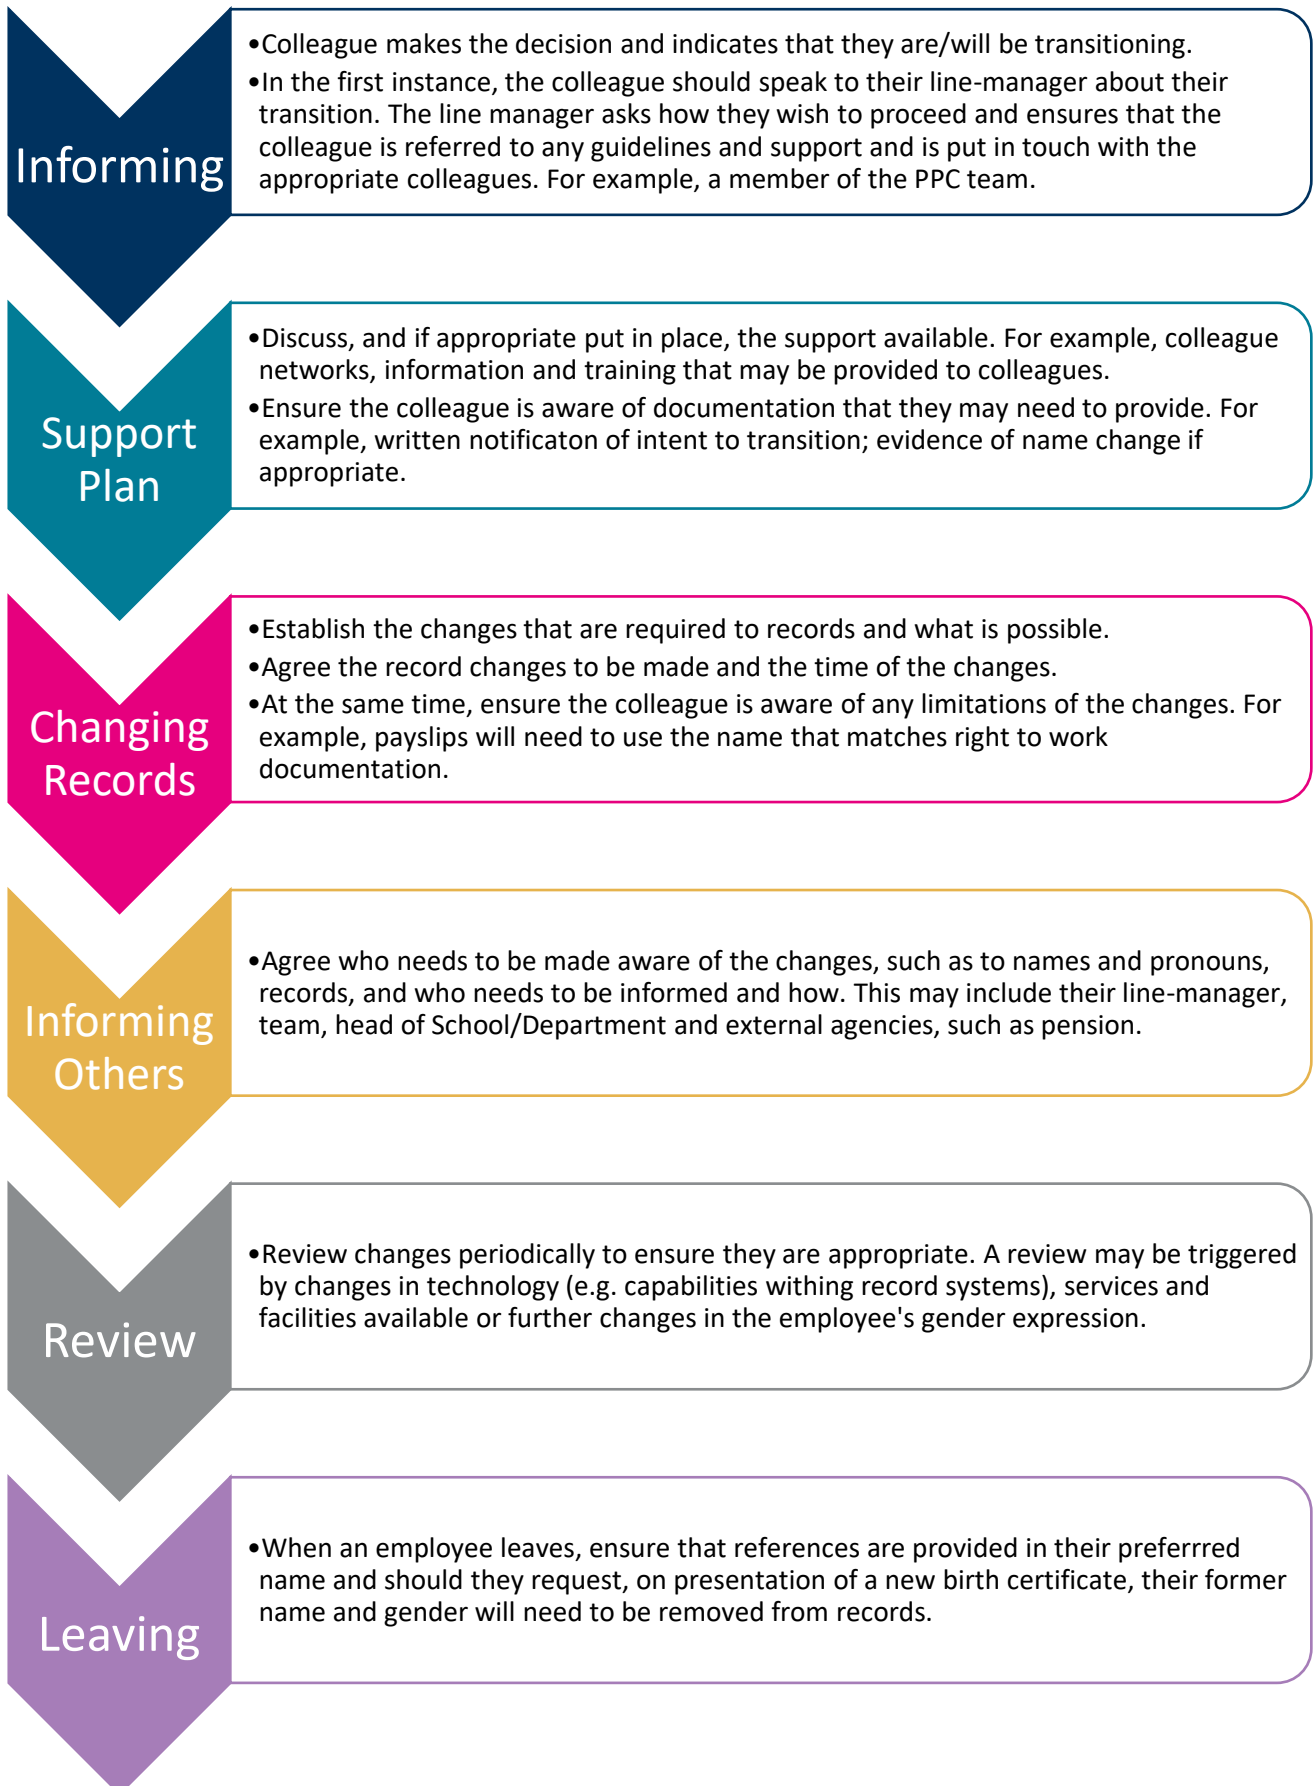 Informing
•Colleague makes the decision and indicates that they are/will be transitioning.
•In the first instance, the colleague should speak to their line-manager about their
transition. The line manager asks how they wish to proceed and ensures that the
colleague is referred to any guidelines and support and is put in touch with the
appropriate colleagues. For example, a member of the PPC team.
Support
Plan
•Discuss, and if appropriate put in place, the support available. For example, colleague
networks, information and training that may be provided to colleagues.
•Ensure the colleague is aware of documentation that they may need to provide. For
example, written notificaton of intent to transition; evidence of name change if
appropriate.
Changing
Records
•Establish the changes that are required to records and what is possible.
•Agree the record changes to be made and the time of the changes.
•At the same time, ensure the colleague is aware of any limitations of the changes. For
example, payslips will need to use the name that matches right to work
documentation.
Informing
Others
•Agree who needs to be made aware of the changes, such as to names and pronouns,
records, and who needs to be informed and how. This may include their line-manager,
team, head of School/Department and external agencies, such as pension.
Review
•Review changes periodically to ensure they are appropriate. A review may be triggered
by changes in technology (e.g. capabilities withing record systems), services and
facilities available or further changes in the employee's gender expression.
Leaving
•When an employee leaves, ensure that references are provided in their preferrred
name and should they request, on presentation of a new birth certificate, their former
name and gender will need to be removed from records.